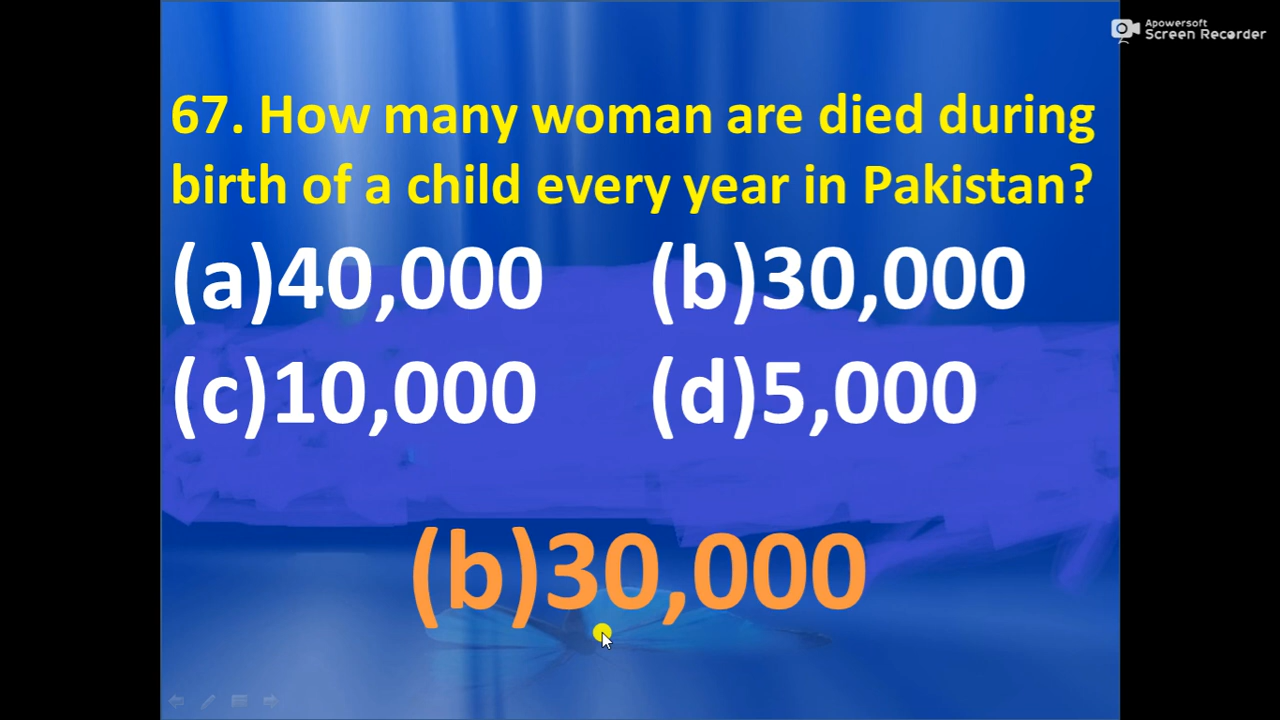 Apowersoft
Screen Recorder
67. How many woman are died during
birth of a child every year in Pakistan?
(a)40,000 (b)30,000
(c)10,000 (d)5,000
(b)30,000